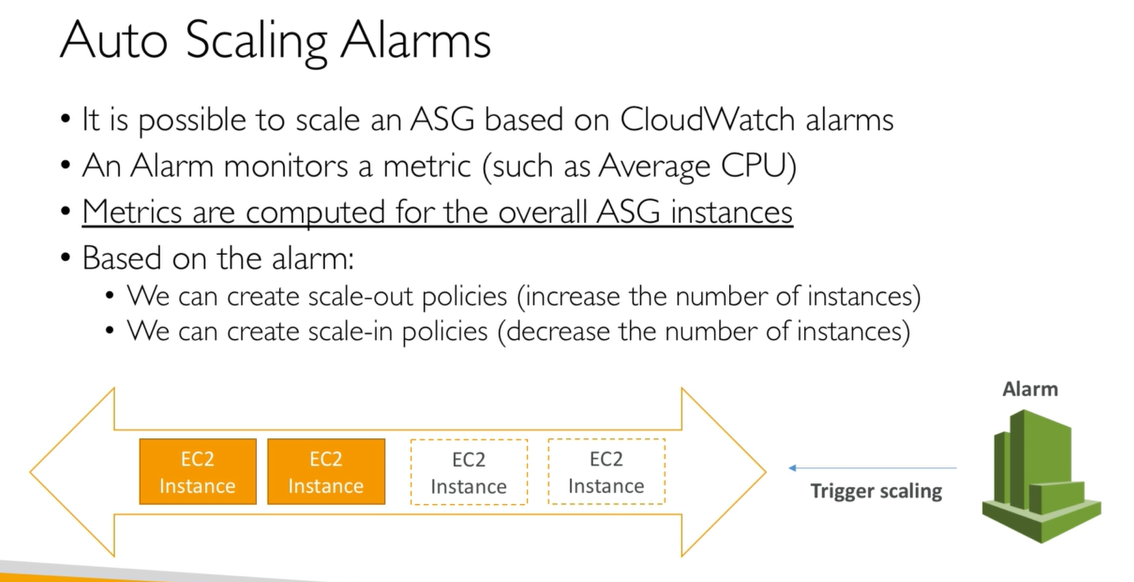 Auto Scaling Alarms
• It is possible to scale an ASG based on CloudWatch alarms
• An Alarm monitors a metric (such as Average CPU)
• Metrics are computed for the overall ASG instances
• Based on the alarm:
• We can create scale-out policies (increase the number of instances)
• We can create scale-in policies (decrease the number of instances)
Alarm
EC2
Instance
EC2
Instance
EC2
Instance
EC2
Instance
Trigger scaling